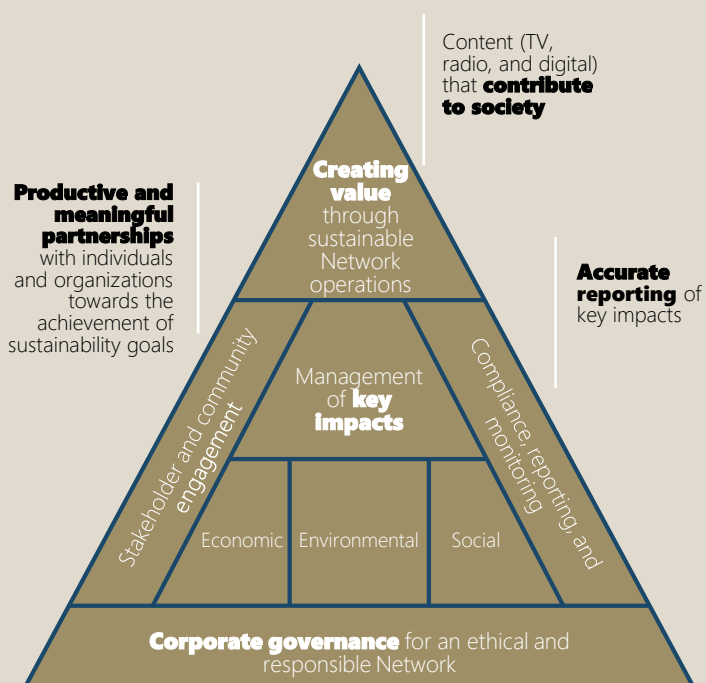 Content (TV,
radio, and digital)
that contribute
to society
Creating
value
through
sustainable
Network
operations
Productive and
meaningful
partnerships
with individuals
and organizations
towards the
achievement of
sustainability goals
Accurate
reporting of
key impacts
Stakeholder and community
engagement
Management
of key
impacts
Compliance, reporting, and
monitoring
Economic
Environmental
Social
Corporate governance for an ethical and
responsible Network